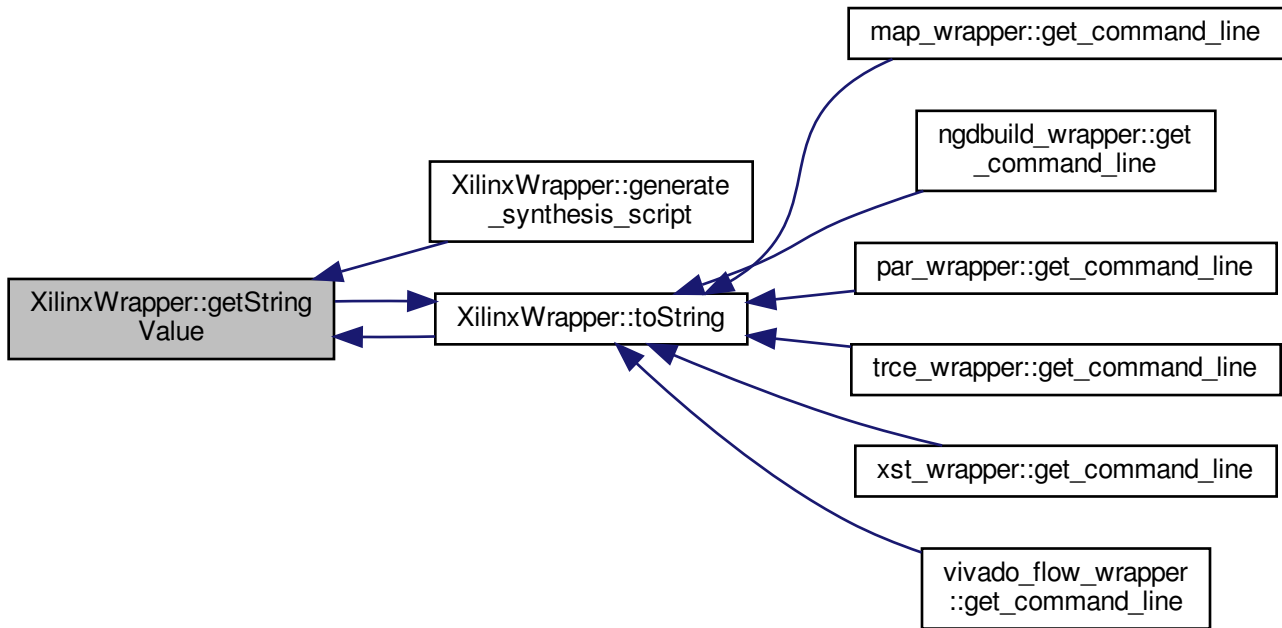 map_wrapper::get_command_line
ngdbuild_wrapper::get
_command_line
XilinxWrapper::generate
_synthesis_script
par_wrapper::get_command_line
XilinxWrapper::getString
Value
XilinxWrapper::toString
trce_wrapper::get_command_line
xst_wrapper::get_command_line
vivado_flow_wrapper
::get_command_line